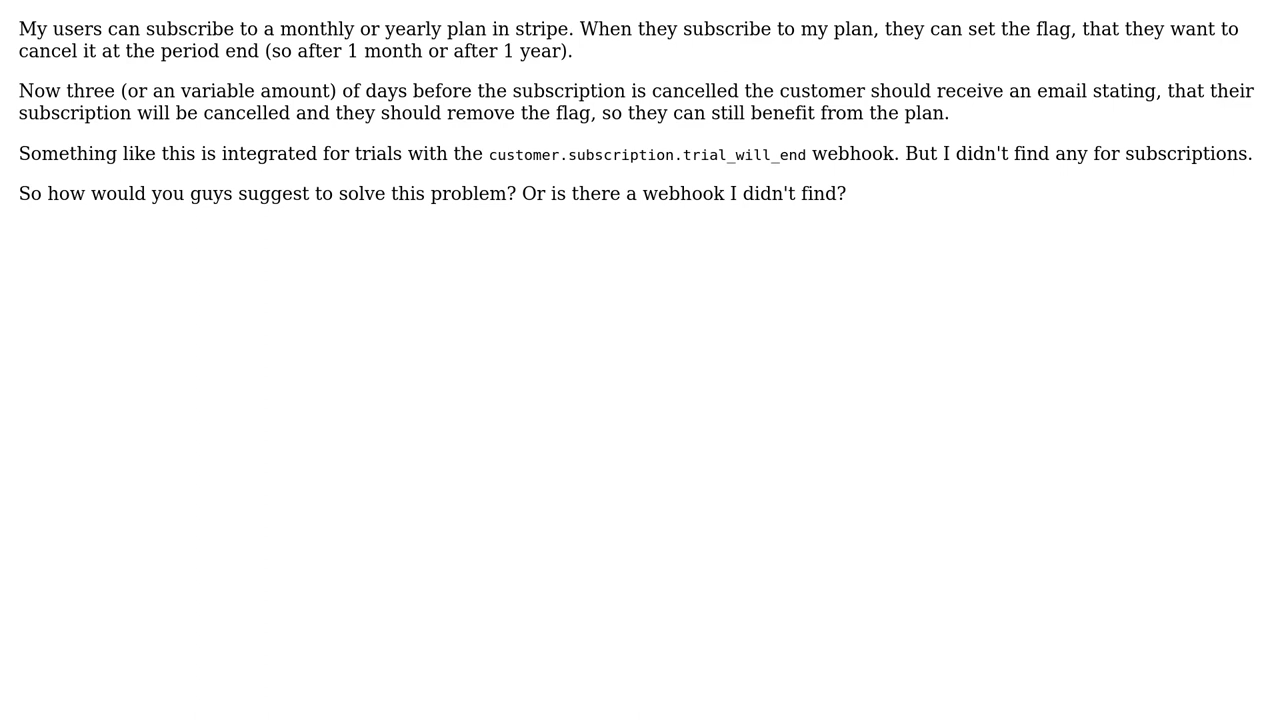 My users can subscribe to a monthly or yearly plan in stripe. When they subscribe to my plan, they can set the flag, that they want to
cancel it at the period end (so after 1 month or after 1 year).
Now three (or an variable amount) of days before the subscription is cancelled the customer should receive an email stating, that their
subscription will be cancelled and they should remove the flag, so they can still benefit from the plan.
Something like this is integrated for trials with the customer.subscription.trial_will_end webhook. But I didn't find any for subscriptions.
So how would you guys suggest to solve this problem? Or is there a webhook I didn't find?